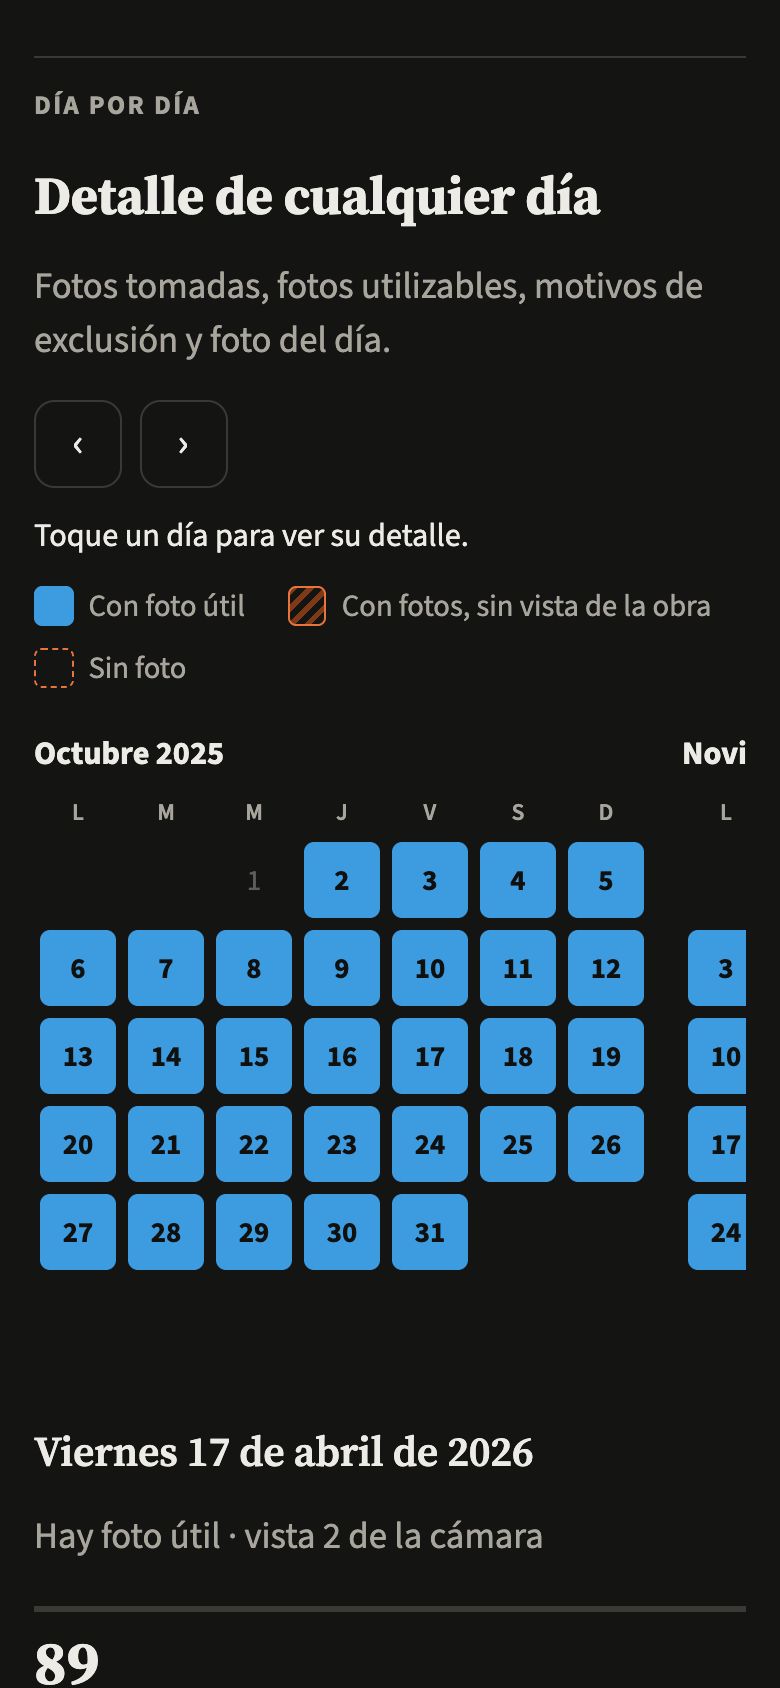 DÍA POR DÍA
Detalle de cualquier día
Fotos tomadas, fotos utilizables, motivos de
exclusión y foto del día.
‹ ›
Toque un día para ver su detalle.
Con foto útil Con fotos, sin vista de la obra
Sin foto
Octubre 2025 Novi
L M M J V S D L
1 2 3 4 5
6 7 8 9 10 11 12 3
13 14 15 16 17 18 19 10
20 21 22 23 24 25 26 17
27 28 29 30 31 24
Viernes 17 de abril de 2026
Hay foto útil · vista 2 de la cámara
89